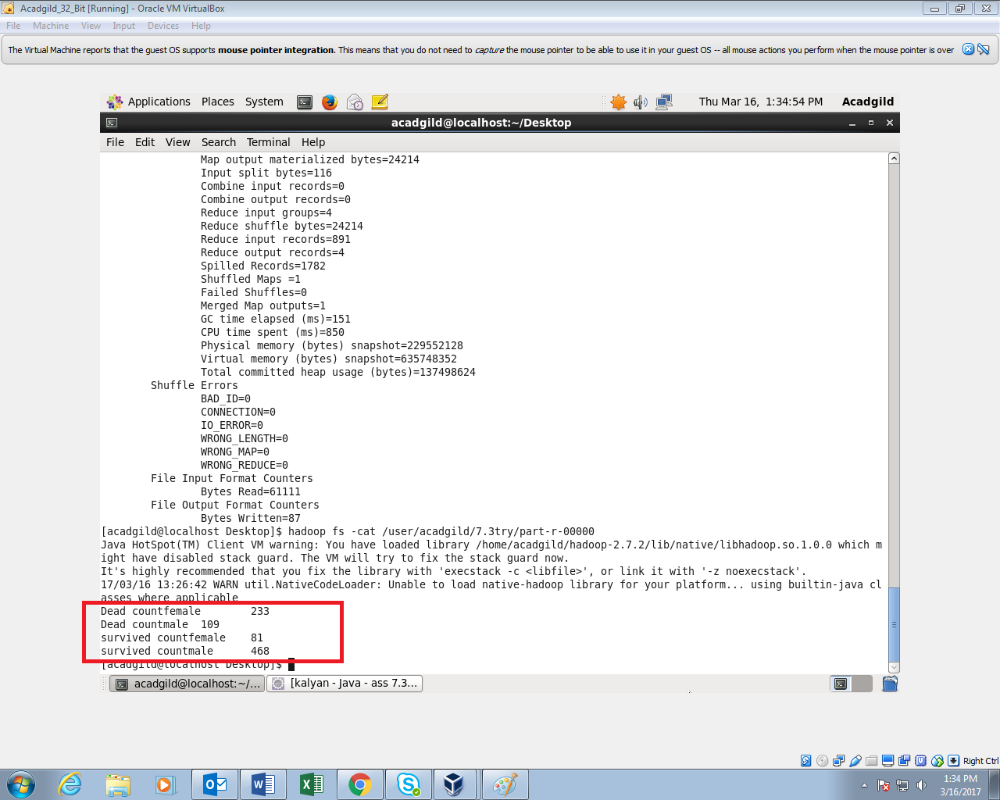 Acadgild_32_Bit [Running] - Oracle VM VirtualBox
File Machine View Input Devices Help
The Virtual Machine reports that the guest OS supports mouse pointer integration. This means that you do not need to capture the mouse pointer to be able to use it in your guest OS -- all mouse actions you perform when the mouse pointer is over
Applications Places System Thu Mar 16, 1:34:54 PM Acadgild
acadgild@localhost:~/Desktop
File Edit View Search Terminal Help
Map output materialized bytes=24214
Input split bytes=116
Combine input records=0
Combine output records=0
Reduce input groups=4
Reduce shuffle bytes=24214
Reduce input records=891
Reduce output records=4
Spilled Records=1782
Shuffled Maps =1
Failed Shuffles=0
Merged Map outputs=1
GC time elapsed (ms)=151
CPU time spent (ms)=850
Physical memory (bytes) snapshot=229552128
Virtual memory (bytes) snapshot=635748352
Total committed heap usage (bytes)=137498624
Shuffle Errors
BAD_ID=0
CONNECTION=0
IO_ERROR=0
WRONG_LENGTH=0
WRONG_MAP=0
WRONG_REDUCE=0
File Input Format Counters
Bytes Read=61111
File Output Format Counters
Bytes Written=87
[acadgild@localhost Desktop]$ hadoop fs -cat /user/acadgild/7.3try/part-r-00000
Java HotSpot(TM) Client VM warning: You have loaded library /home/acadgild/hadoop-2.7.2/lib/native/libhadoop.so.1.0.0 which m
ight have disabled stack guard. The VM will try to fix the stack guard now.
It's highly recommended that you fix the library with 'execstack -c <libfile>', or link it with '-z noexecstack'.
17/03/16 13:26:42 WARN util.NativeCodeLoader: Unable to load native-hadoop library for your platform... using builtin-java cl
asses where applicable
Dead countfemale 233
Dead countmale 109
survived countfemale 81
survived countmale 468
[acadgild@localhost Desktop]$
acadgild@localhost:~/... [kalyan - Java - ass 7.3...
Right Ctrl
1:34 PM
3/16/2017